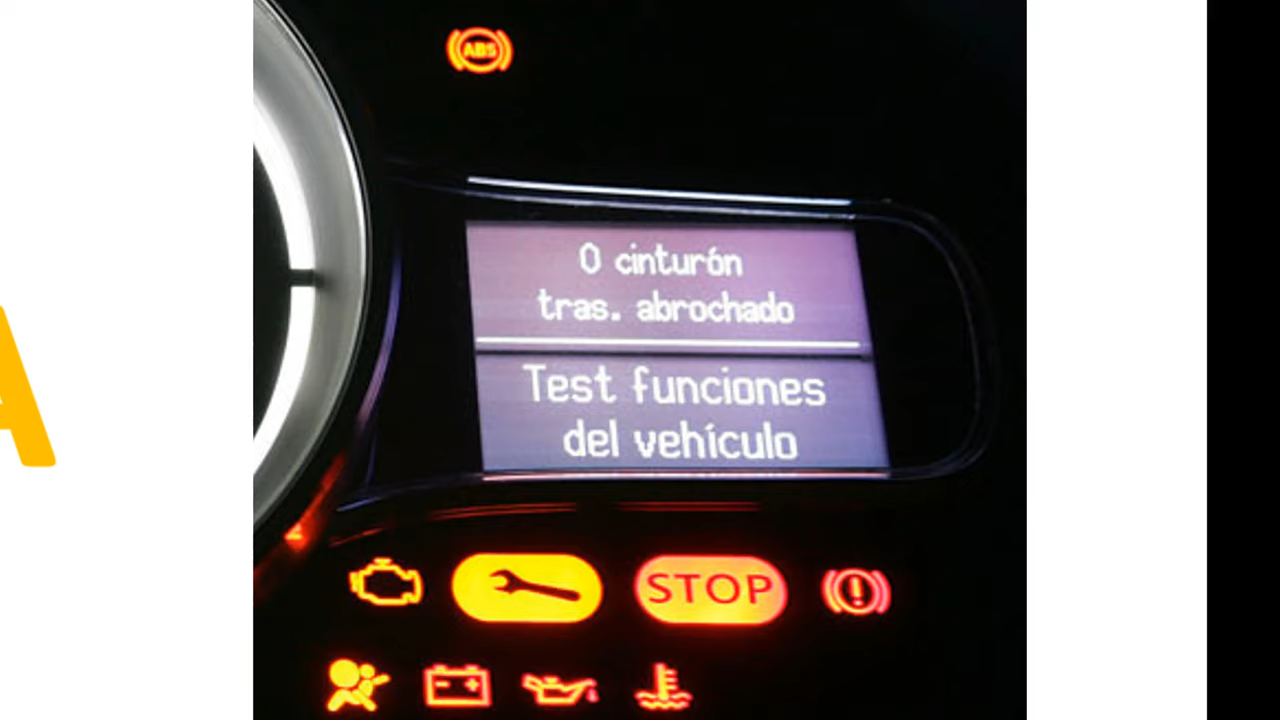 A
ABS
0 cinturón
tras. abrochado
Test funciones
del vehículo
STOP